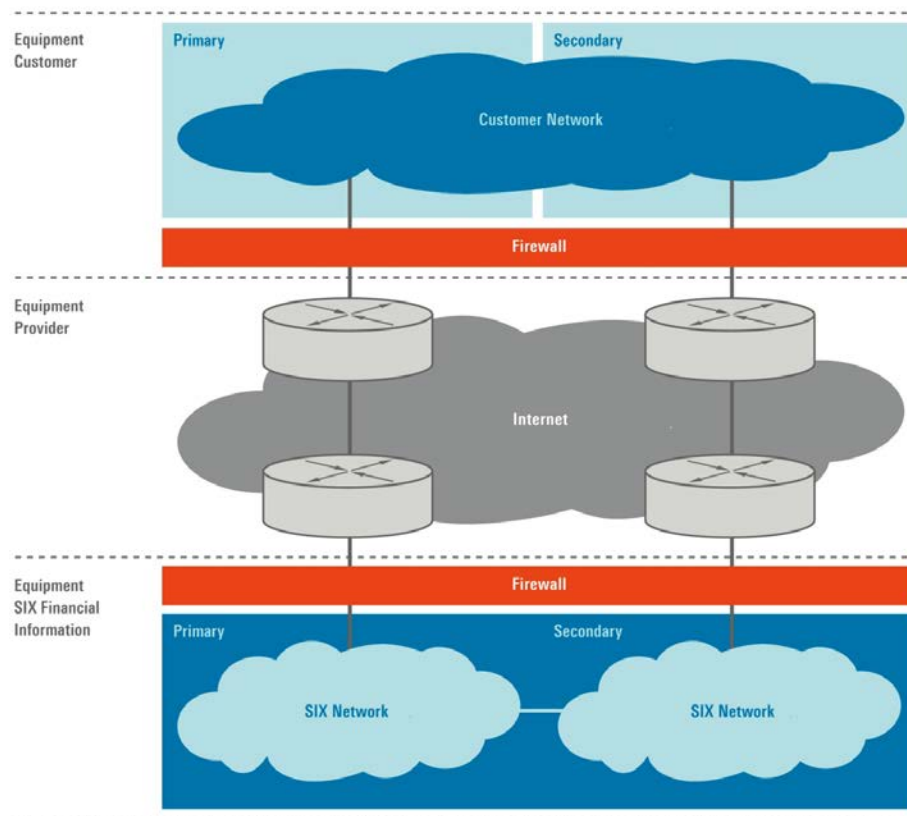 Equipment
Customer
Primary
Secondary
Customer Network
Firewall
Equipment
Provider
Internet
Equipment
SIX Financial
Information
Firewall
Primary
Secondary
SIX Network
SIX Network